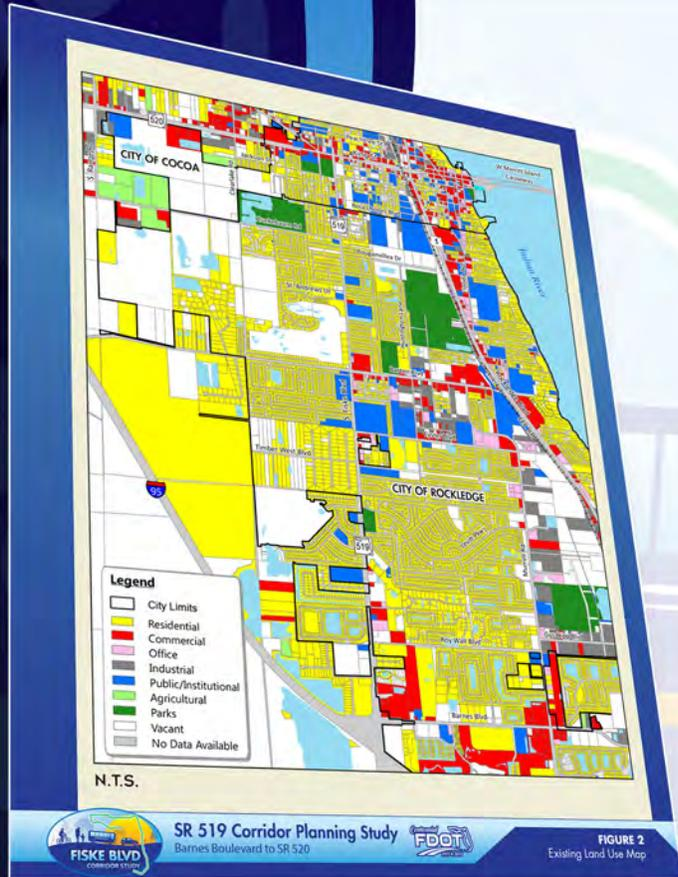 520
CITY OF COCOA
519
St. Andrews Dr
1
W Merritt Island
Causeway
Indian River
Timber West Blvd
CITY OF ROCKLEDGE
95
519
Murrell Rd
Roy Wall Blvd
Barnes Blvd
Legend
City Limits
Residential
Commercial
Office
Industrial
Public/Institutional
Agricultural
Parks
Vacant
No Data Available
N.T.S.
FISKE BLVD
CORRIDOR STUDY
SR 519 Corridor Planning Study
Barnes Boulevard to SR 520
FDOT
FIGURE 2
Existing Land Use Map